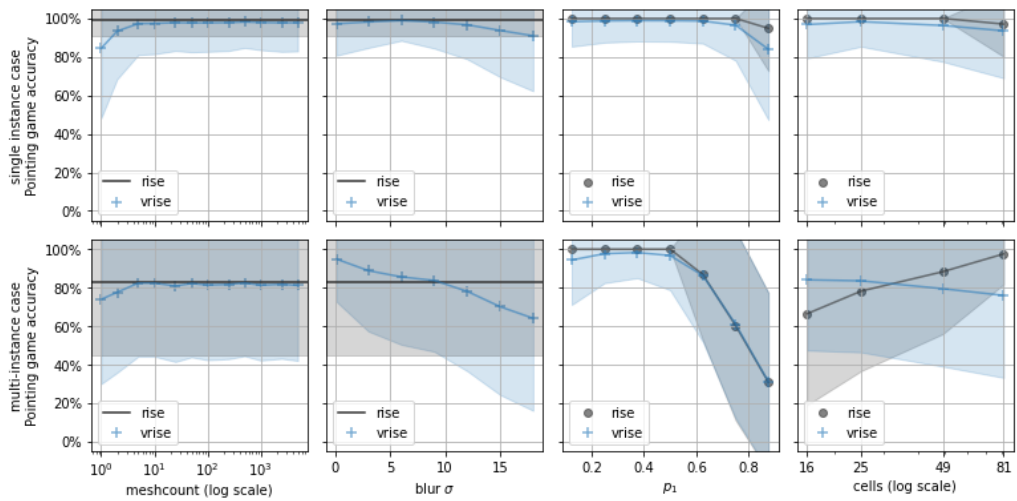 single instance case
Pointing game accuracy
100%
80%
60%
40%
20%
0%
rise
vrise
rise
vrise
rise
vrise
rise
vrise
multi-instance case
Pointing game accuracy
100%
80%
60%
40%
20%
0%
rise
vrise
rise
vrise
rise
vrise
rise
vrise
10⁰ 10¹ 10² 10³
meshcount (log scale)
0 5 10 15
blur σ
0.2 0.4 0.6 0.8
p₁
16 25 49 81
cells (log scale)